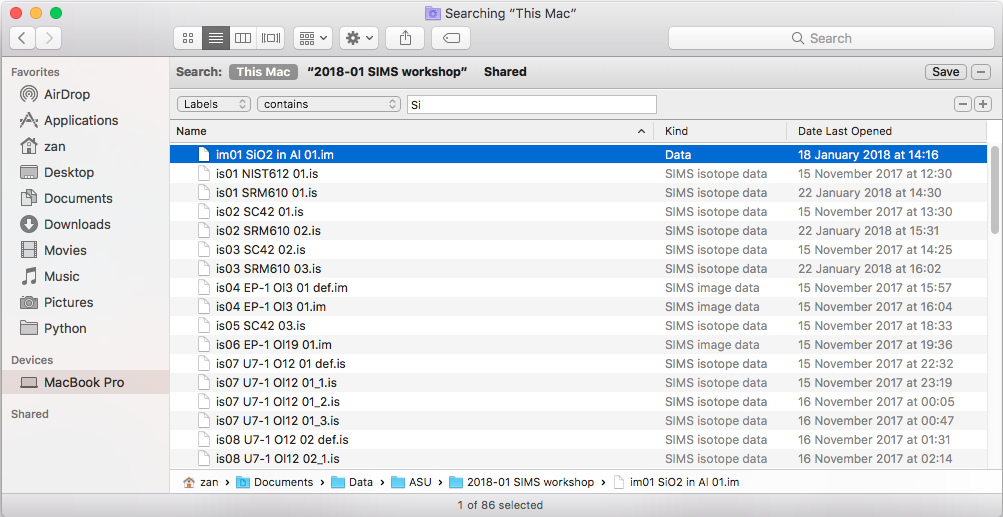 Searching “This Mac”
Search
Favorites
AirDrop
Applications
zan
Desktop
Documents
Downloads
Movies
Music
Pictures
Python
Devices
MacBook Pro
Shared
Search: This Mac “2018-01 SIMS workshop” Shared Save
Labels contains Si
Name Kind Date Last Opened
im01 SiO2 in Al 01.im Data 18 January 2018 at 14:16
is01 NIST612 01.is SIMS isotope data 15 November 2017 at 12:30
is01 SRM610 01.is SIMS isotope data 22 January 2018 at 14:30
is02 SC42 01.is SIMS isotope data 15 November 2017 at 13:30
is02 SRM610 02.is SIMS isotope data 22 January 2018 at 15:31
is03 SC42 02.is SIMS isotope data 15 November 2017 at 14:25
is03 SRM610 03.is SIMS isotope data 22 January 2018 at 16:02
is04 EP-1 Ol3 01 def.im SIMS image data 15 November 2017 at 15:57
is04 EP-1 Ol3 01.im SIMS image data 15 November 2017 at 16:04
is05 SC42 03.is SIMS isotope data 15 November 2017 at 18:33
is06 EP-1 Ol19 01.im SIMS image data 15 November 2017 at 19:36
is07 U7-1 O12 01 def.is SIMS isotope data 15 November 2017 at 22:32
is07 U7-1 Ol12 01_1.is SIMS isotope data 15 November 2017 at 23:19
is07 U7-1 Ol12 01_2.is SIMS isotope data 16 November 2017 at 00:05
is07 U7-1 Ol12 01_3.is SIMS isotope data 16 November 2017 at 00:47
is08 U7-1 O12 02 def.is SIMS isotope data 16 November 2017 at 01:31
is08 U7-1 Ol12 02_1.is SIMS isotope data 16 November 2017 at 02:14
zan › Documents › Data › ASU › 2018-01 SIMS workshop › im01 SiO2 in Al 01.im
1 of 86 selected